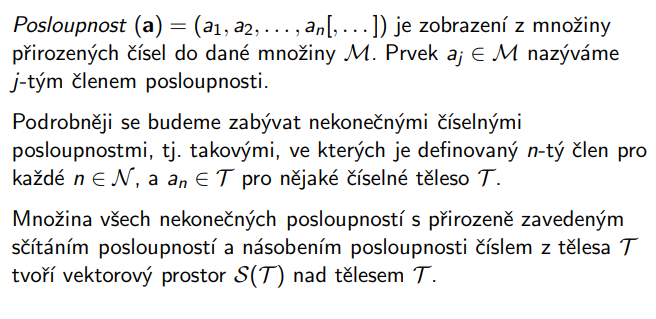 Posloupnost (a) = (a₁, a₂, . . . , aₙ[, . . . ]) je zobrazení z množiny
přirozených čísel do dané množiny ℳ. Prvek aⱼ ∈ ℳ nazýváme
j-tým členem posloupnosti.
Podrobněji se budeme zabývat nekonečnými číselnými
posloupnostmi, tj. takovými, ve kterých je definovaný n-tý člen pro
každé n ∈ 𝒩, a aₙ ∈ 𝒯 pro nějaké číselné těleso 𝒯.
Množina všech nekonečných posloupností s přirozeně zavedeným
sčítáním posloupností a násobením posloupnosti číslem z tělesa 𝒯
tvoří vektorový prostor 𝒮(𝒯) nad tělesem 𝒯.